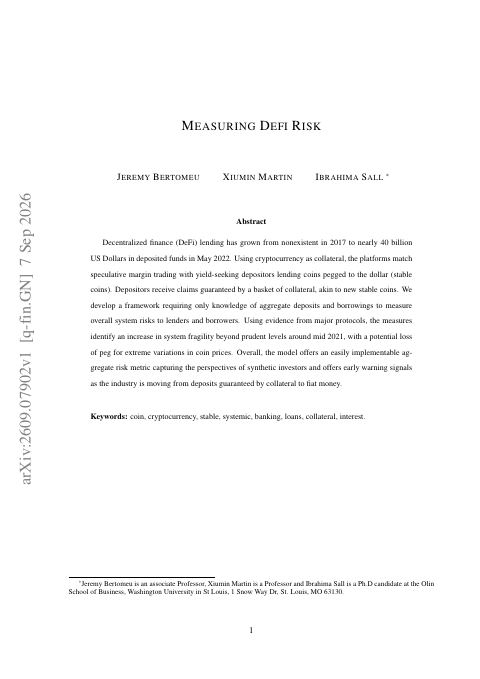 MEASURING DEFI RISK
JEREMY BERTOMEU XIUMIN MARTIN IBRAHIMA SALL *
Abstract
Decentralized finance (DeFi) lending has grown from nonexistent in 2017 to nearly 40 billion
US Dollars in deposited funds in May 2022. Using cryptocurrency as collateral, the platforms match
speculative margin trading with yield-seeking depositors lending coins pegged to the dollar (stable
coins). Depositors receive claims guaranteed by a basket of collateral, akin to new stable coins. We
develop a framework requiring only knowledge of aggregate deposits and borrowings to measure
overall system risks to lenders and borrowers. Using evidence from major protocols, the measures
identify an increase in system fragility beyond prudent levels around mid 2021, with a potential loss
of peg for extreme variations in coin prices. Overall, the model offers an easily implementable ag-
gregate risk metric capturing the perspectives of synthetic investors and offers early warning signals
as the industry is moving from deposits guaranteed by collateral to fiat money.
Keywords: coin, cryptocurrency, stable, systemic, banking, loans, collateral, interest.
*Jeremy Bertomeu is an associate Professor, Xiumin Martin is a Professor and Ibrahima Sall is a Ph.D candidate at the Olin
School of Business, Washington University in St Louis, 1 Snow Way Dr, St. Louis, MO 63130.
1
arXiv:2609.07902v1 [q-fin.GN] 7 Sep 2026